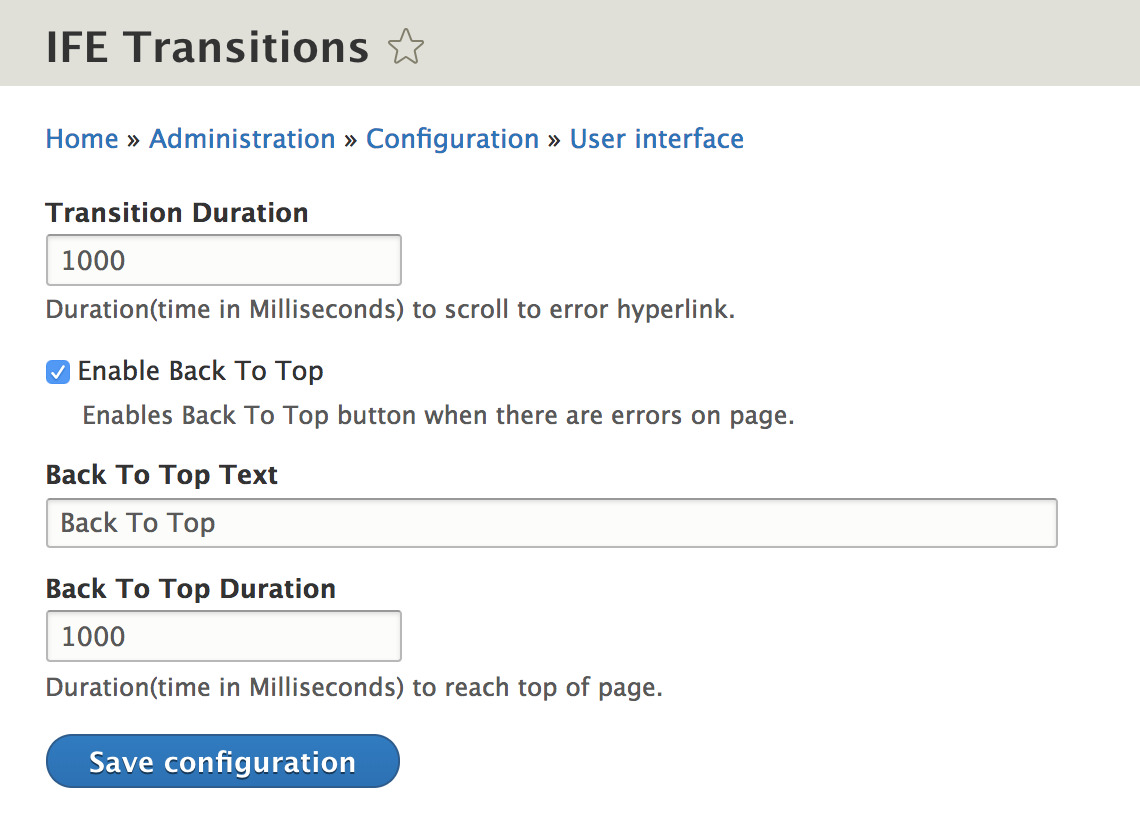 IFE Transitions
Home » Administration » Configuration » User interface
Transition Duration
1000
Duration(time in Milliseconds) to scroll to error hyperlink.
Enable Back To Top
Enables Back To Top button when there are errors on page.
Back To Top Text
Back To Top
Back To Top Duration
1000
Duration(time in Milliseconds) to reach top of page.
Save configuration